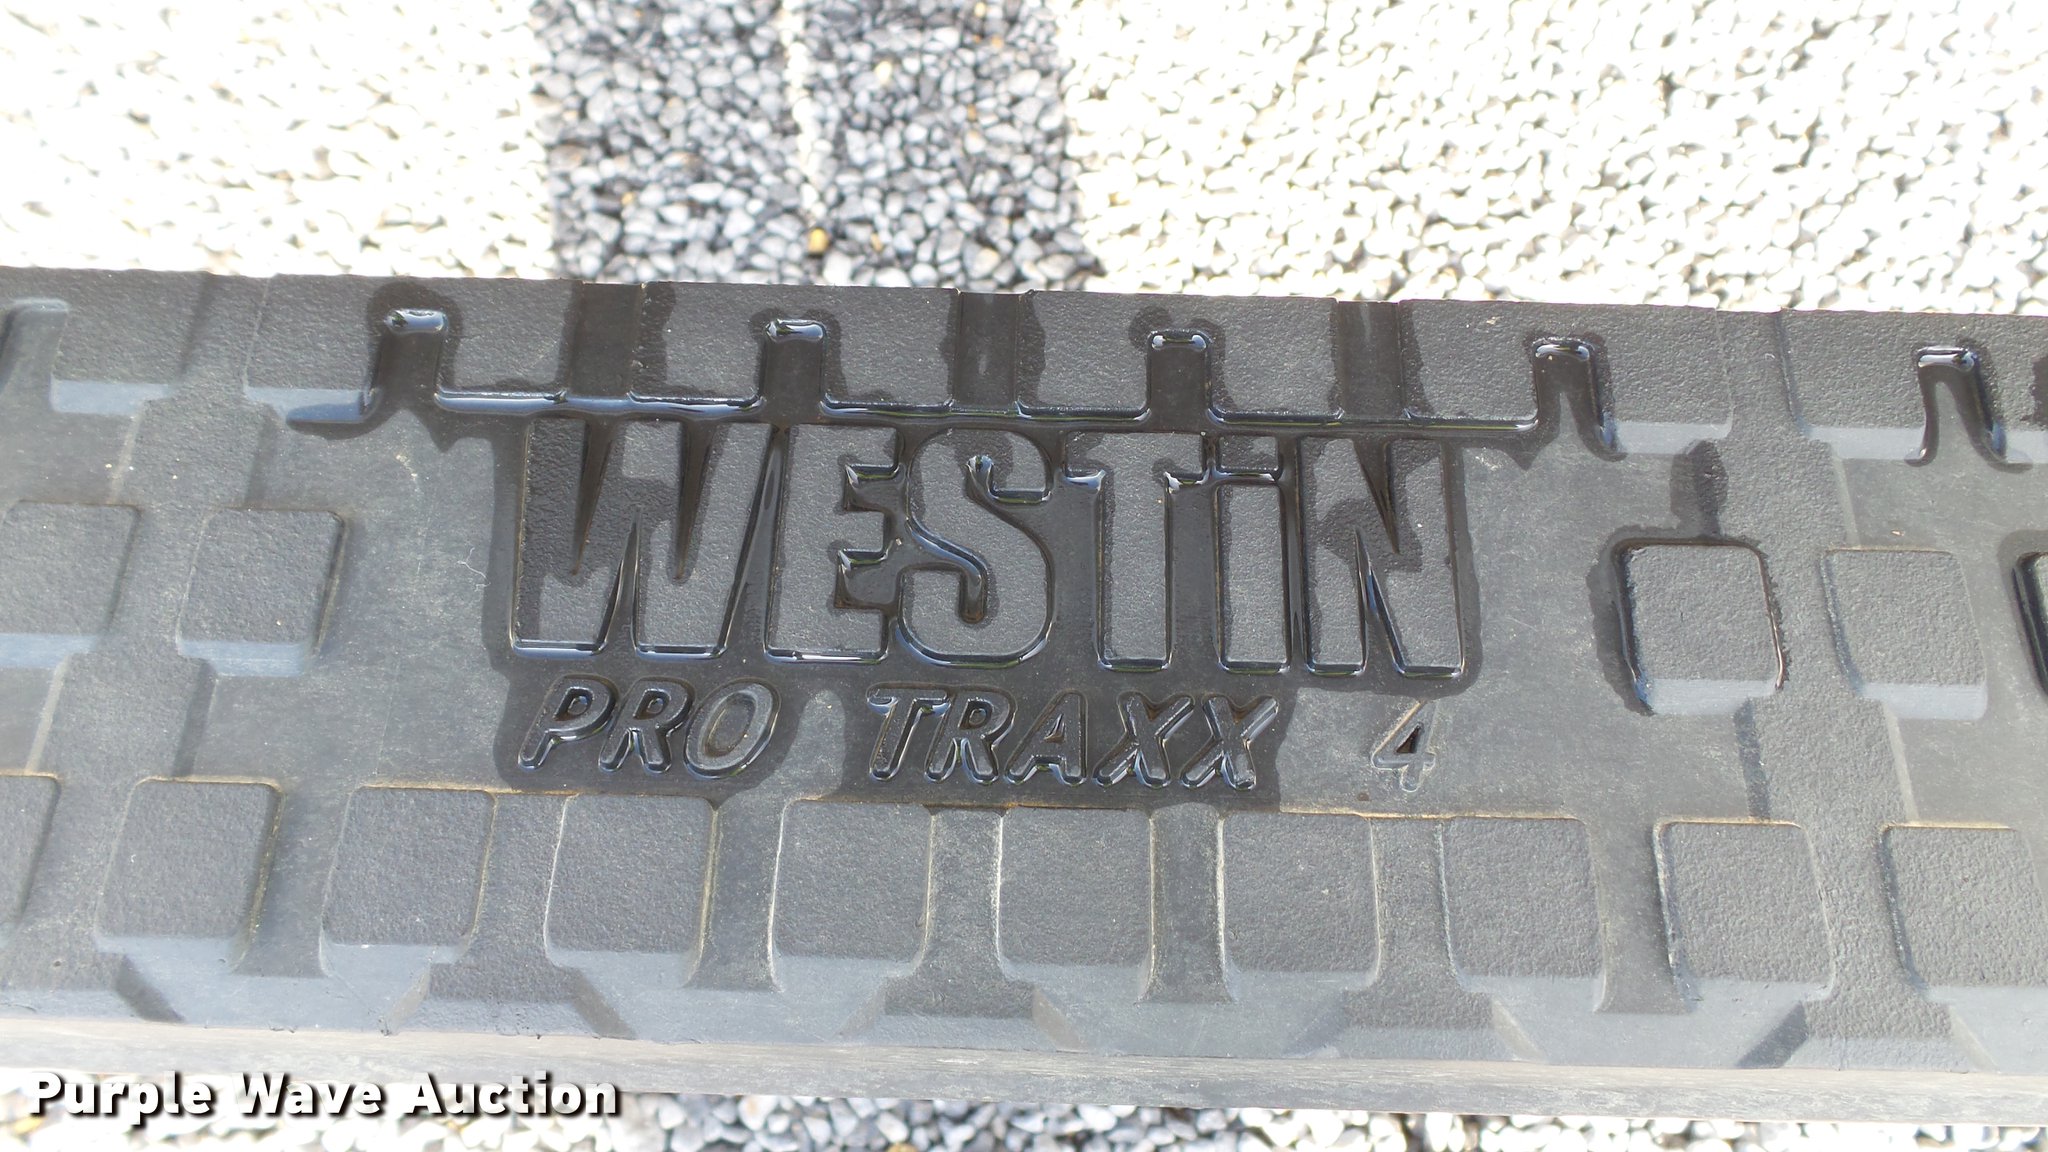 WESTiN
PRO TRAXX 4
Purple Wave Auction